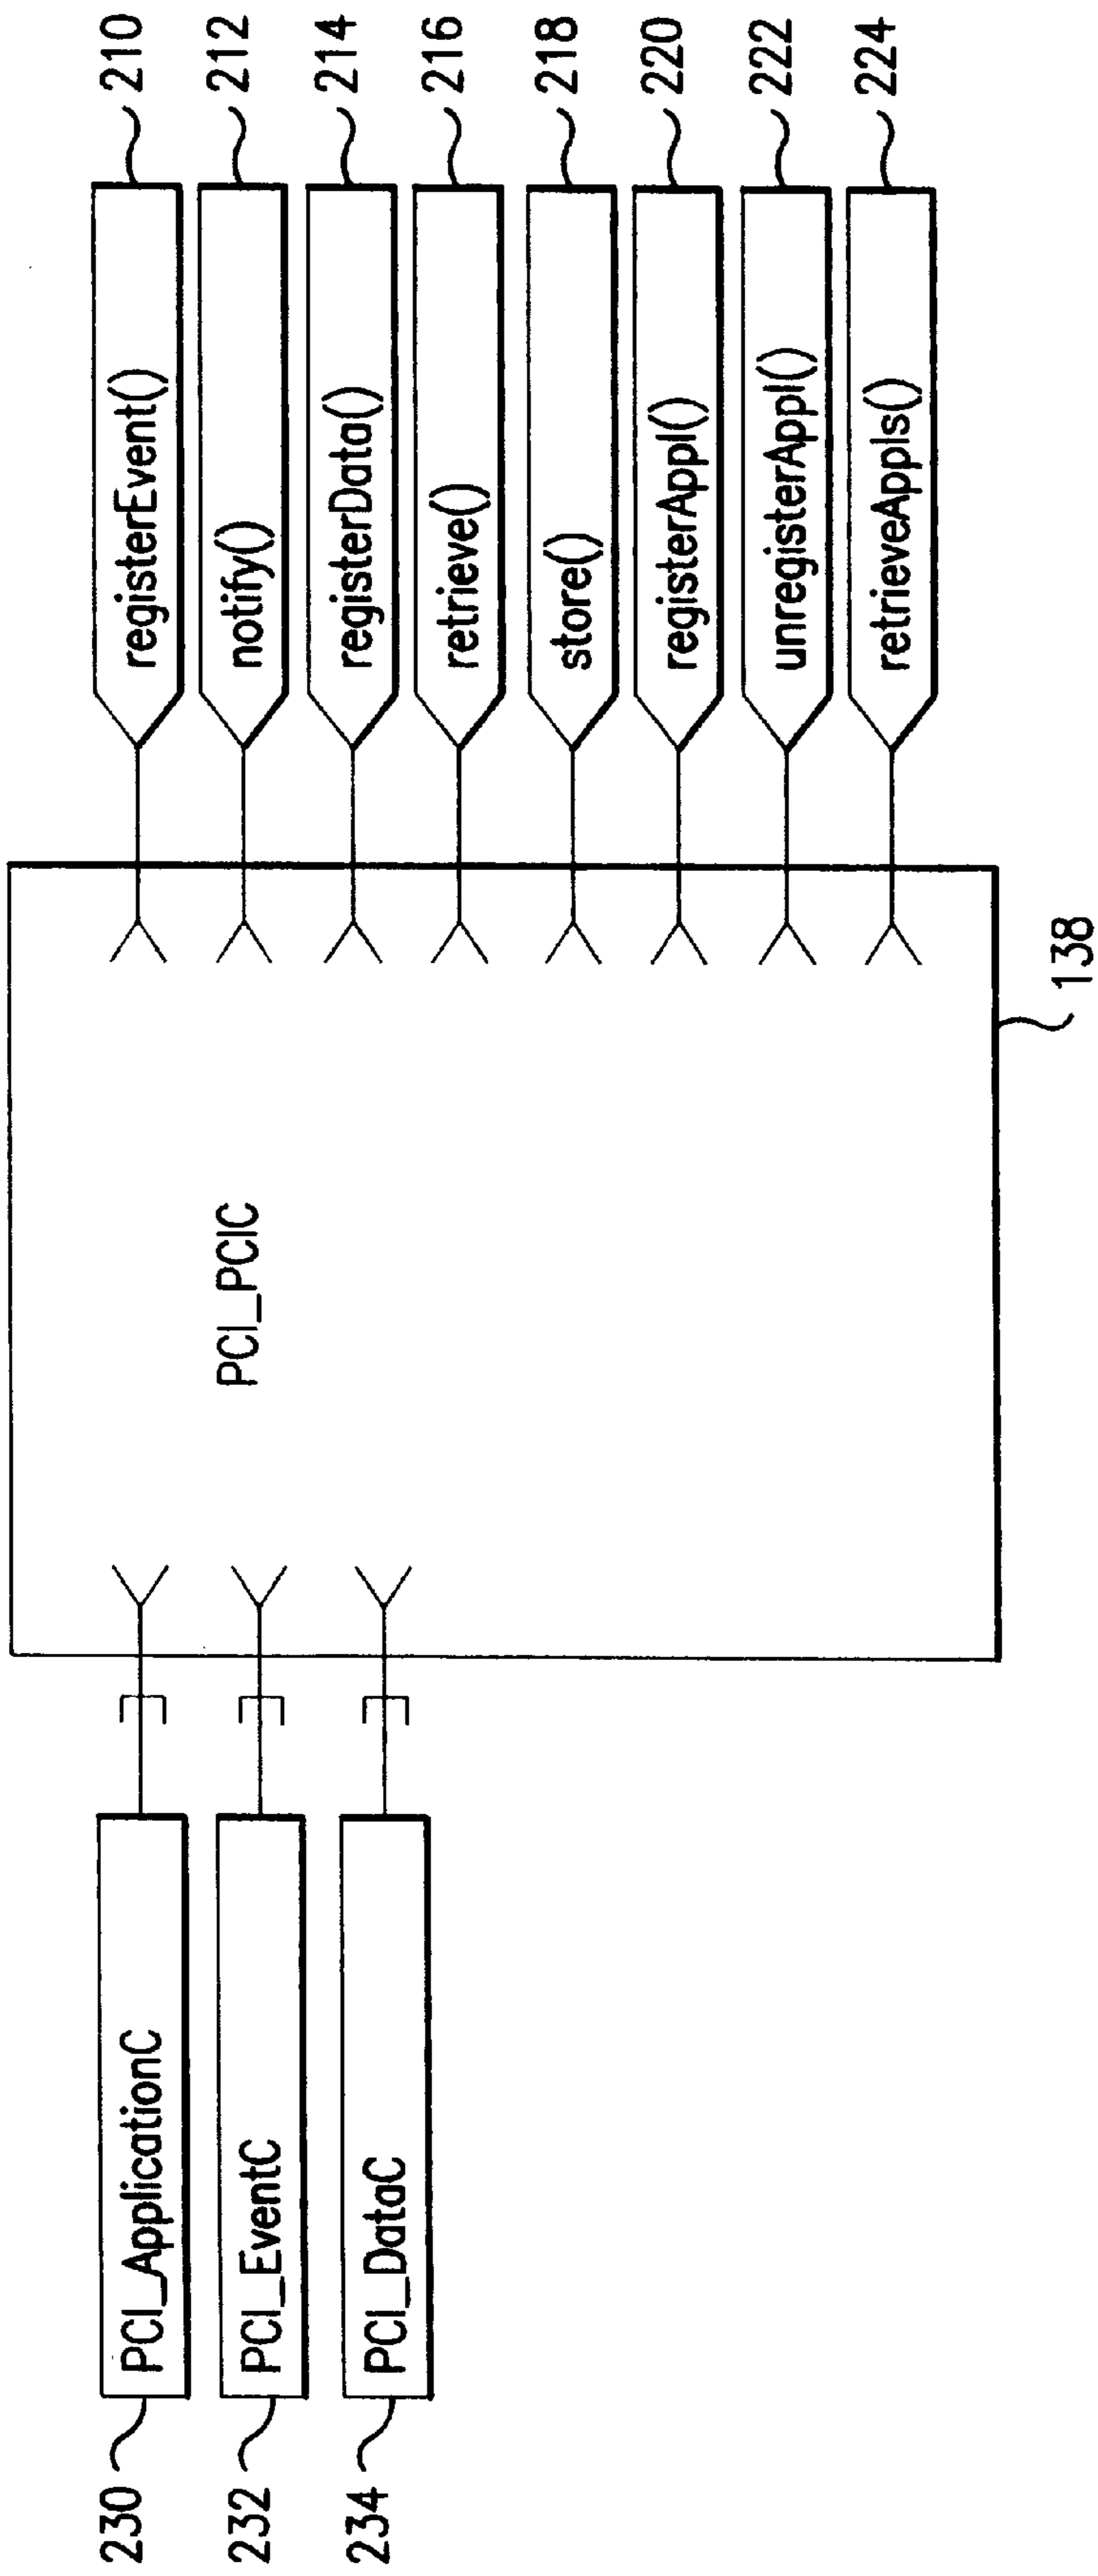 230
PCI_ApplicationC
232
PCI_EventC
234
PCI_DataC
PCI_PCIC
138
registerEvent()
210
notify()
212
registerData()
214
retrieve()
216
store()
218
registerAppl()
220
unregisterAppl()
222
retrieveAppls()
224